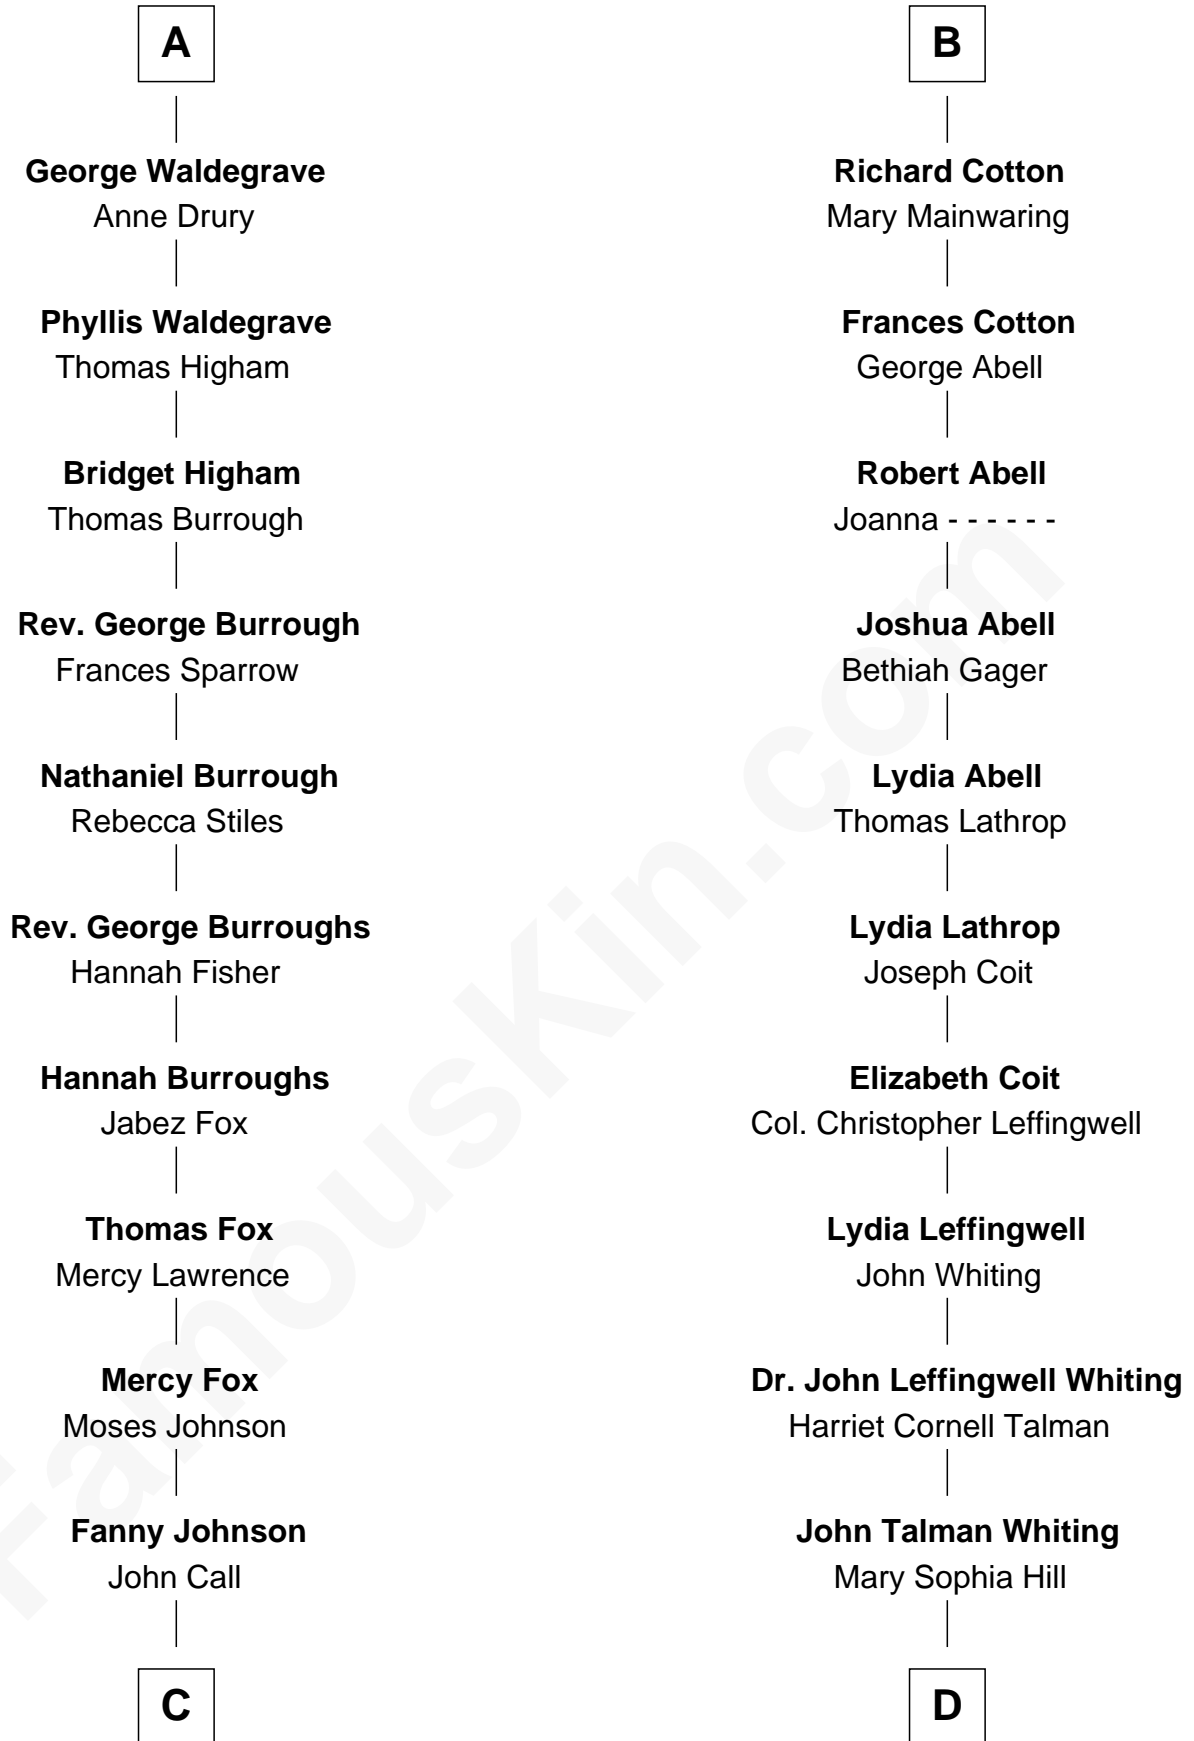 A
George Waldegrave
Anne Drury
Phyllis Waldegrave
Thomas Higham
Bridget Higham
Thomas Burrough
Rev. George Burrough
Frances Sparrow
Nathaniel Burrough
Rebecca Stiles
Rev. George Burroughs
Hannah Fisher
Hannah Burroughs
Jabez Fox
Thomas Fox
Mercy Lawrence
Mercy Fox
Moses Johnson
Fanny Johnson
John Call
C
B
Richard Cotton
Mary Mainwaring
Frances Cotton
George Abell
Robert Abell
Joanna - - - - - -
Joshua Abell
Bethiah Gager
Lydia Abell
Thomas Lathrop
Lydia Lathrop
Joseph Coit
Elizabeth Coit
Col. Christopher Leffingwell
Lydia Leffingwell
John Whiting
Dr. John Leffingwell Whiting
Harriet Cornell Talman
John Talman Whiting
Mary Sophia Hill
D
FamousKin.com